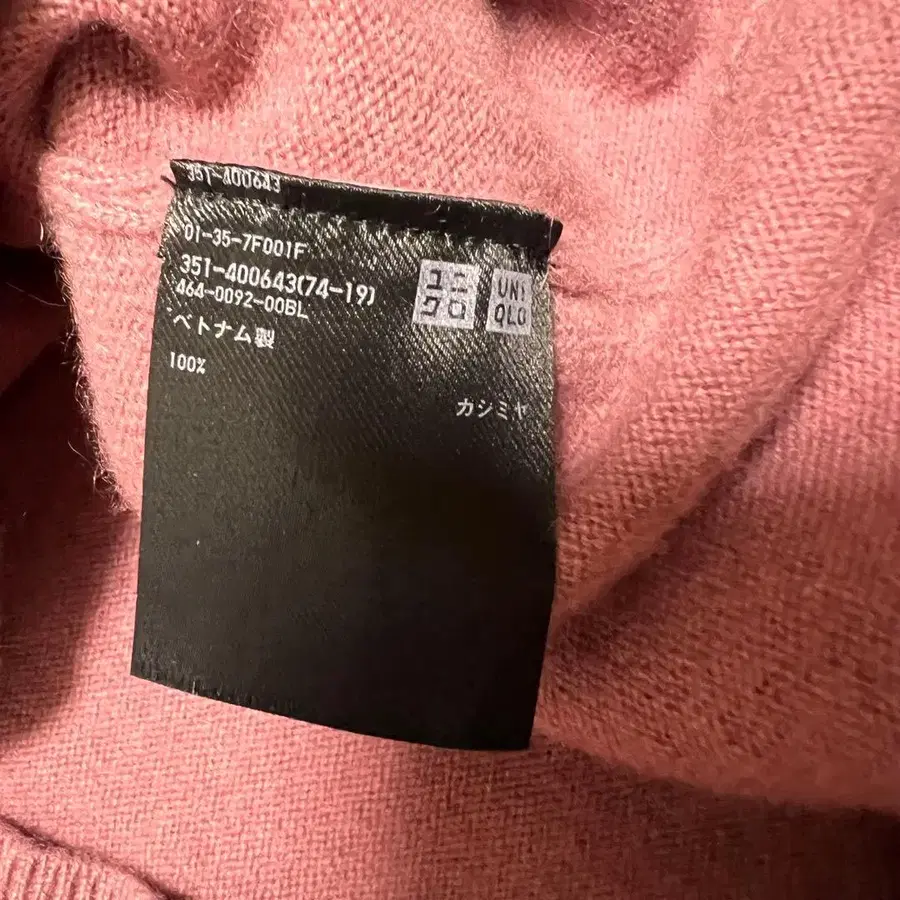 351-400643
01-35-7F001F
351-400643(74-19)
464-0092-00BL
ベトナム製
100%
カシミヤ
ユニ
クロ
UNI
QLO